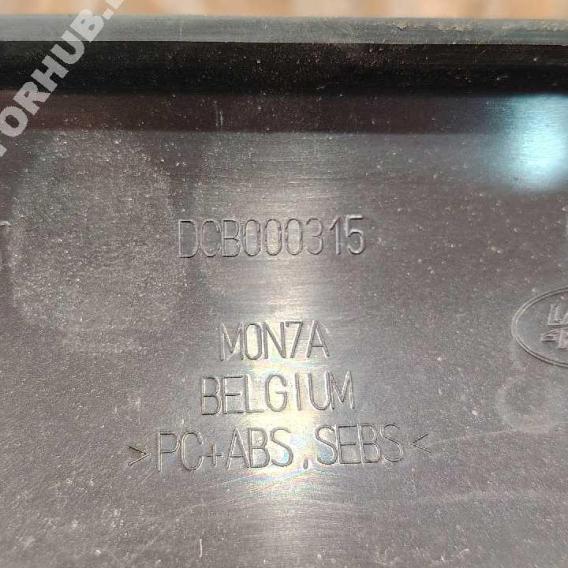 DCB000315
MON7A
BELGIUM
>PC+ABS,SEBS<